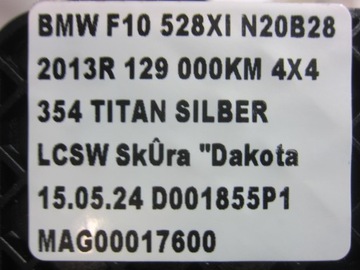 BMW F10 528XI N20B28
2013R 129 000KM 4X4
354 TITAN SILBER
LCSW SkÛra "Dakota
15.05.24 D001855P1
MAG00017600